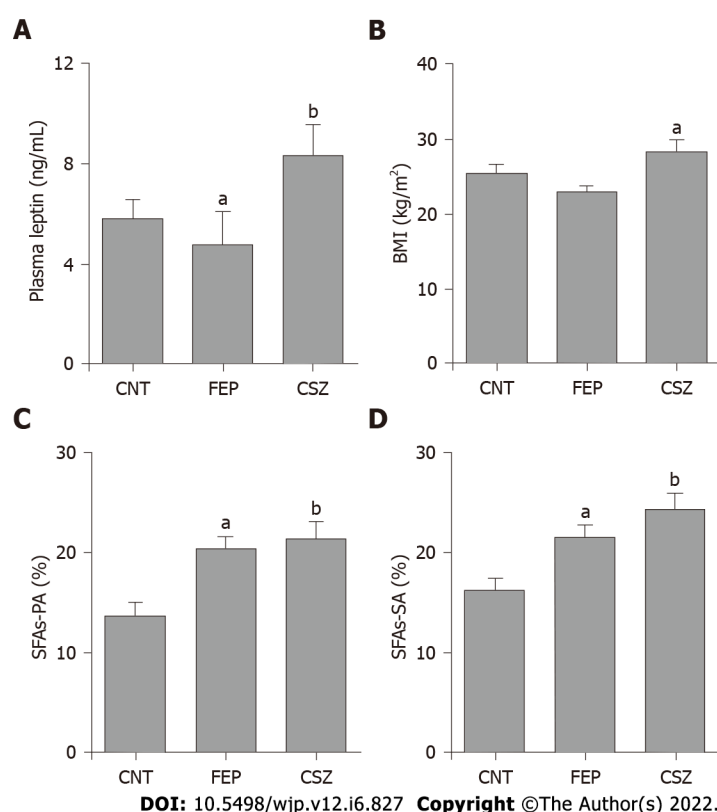 A
Plasma leptin (ng/mL)
12
8
4
0
a
b
CNT FEP CSZ
B
BMI (kg/m²)
40
30
20
10
0
a
CNT FEP CSZ
C
SFAs-PA (%)
30
20
10
0
a
b
CNT FEP CSZ
D
SFAs-SA (%)
30
20
10
0
a
b
CNT FEP CSZ
DOI: 10.5498/wjp.v12.i6.827 Copyright ©The Author(s) 2022.